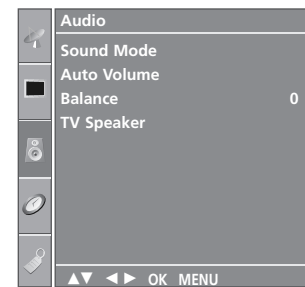 Audio
Sound Mode
Auto Volume
Balance 0
TV Speaker
▲▼ ◄► OK MENU